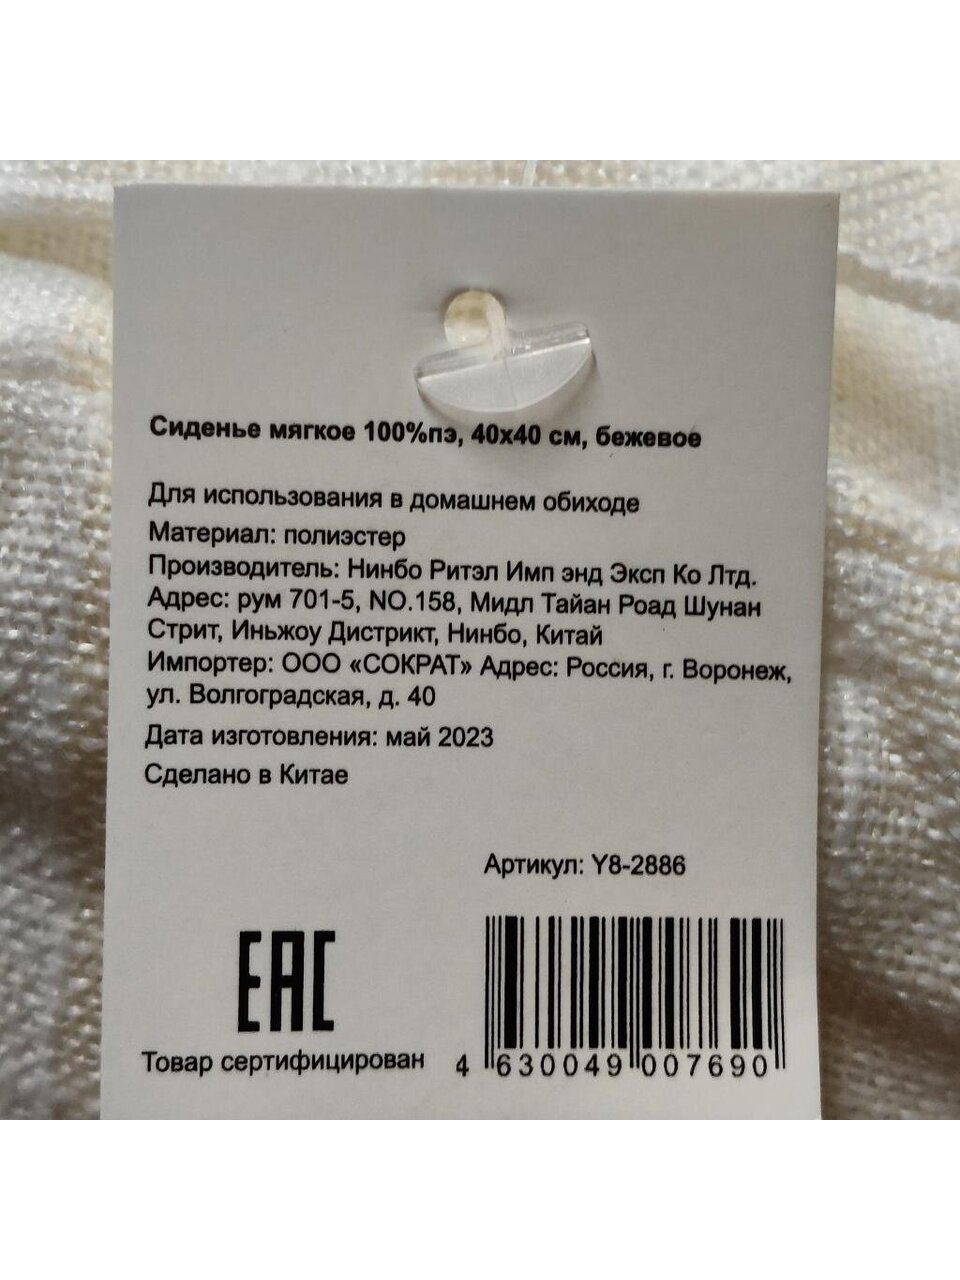 Сиденье мягкое 100%пэ, 40х40 см, бежевое
Для использования в домашнем обиходе
Материал: полиэстер
Производитель: Нинбо Ритэл Имп энд Эксп Ко Лтд.
Адрес: рум 701-5, NO.158, Мидл Тайан Роад Шунан
Стрит, Иньжоу Дистрикт, Нинбо, Китай
Импортер: ООО «СОКРАТ» Адрес: Россия, г. Воронеж,
ул. Волгоградская, д. 40
Дата изготовления: май 2023
Сделано в Китае
Артикул: Y8-2886
EAC
Товар сертифицирован
4 630049 007690